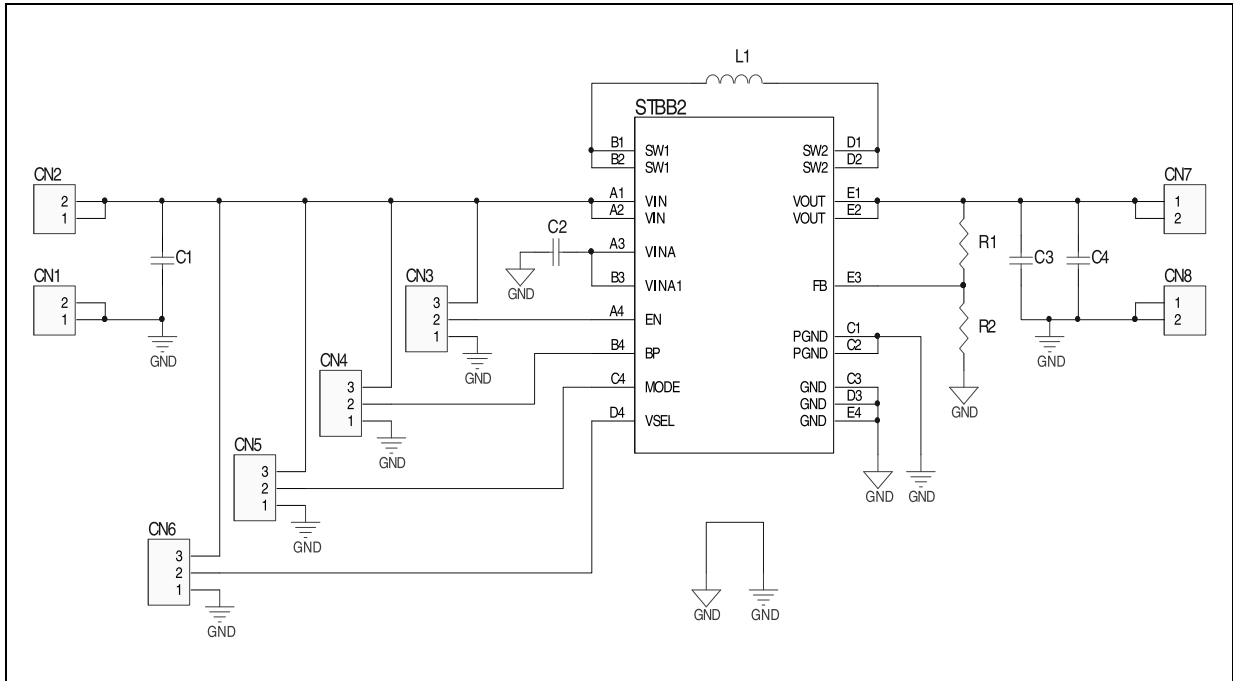 L1
STBB2
B1 SW1 SW2 D1
B2 SW1 SW2 D2
CN2
2
1
A1 VIN VOUT E1
A2 VIN VOUT E2
CN7
1
2
C2
A3 VINA
GND
R1
C1
C3
C4
CN1
2
1
CN3
3
2
1
B3 VINA1 FB E3
CN8
1
2
A4 EN
R2
PGND C1
PGND C2
GND
GND
GND
B4 BP
CN4
3
2
1
C4 MODE GND C3
GND D3
D4 VSEL GND E4
GND
GND
CN5
3
2
1
GND
GND
GND
CN6
3
2
1
GND
GND
GND